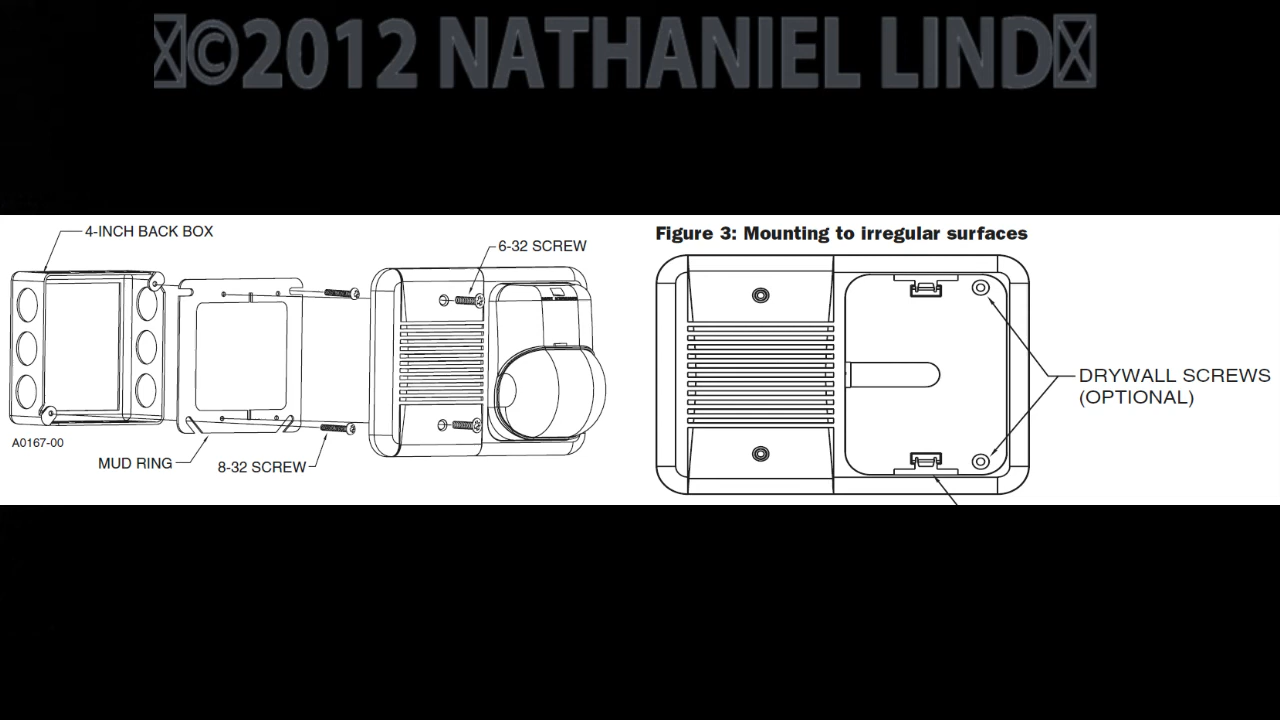 ©2012 NATHANIEL LIND
4-INCH BACK BOX
6-32 SCREW
A0167-00
MUD RING
8-32 SCREW
Figure 3: Mounting to irregular surfaces
DRYWALL SCREWS
(OPTIONAL)